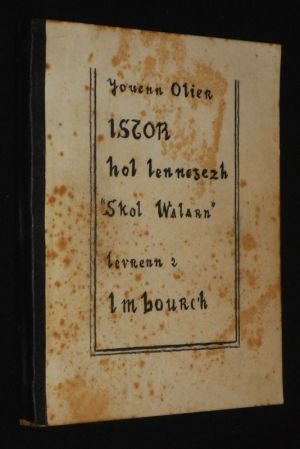 Youenn Olier
ISTOR
hol lennegezh
"Skol Walarn"
levrenn 2
Imbourc'h